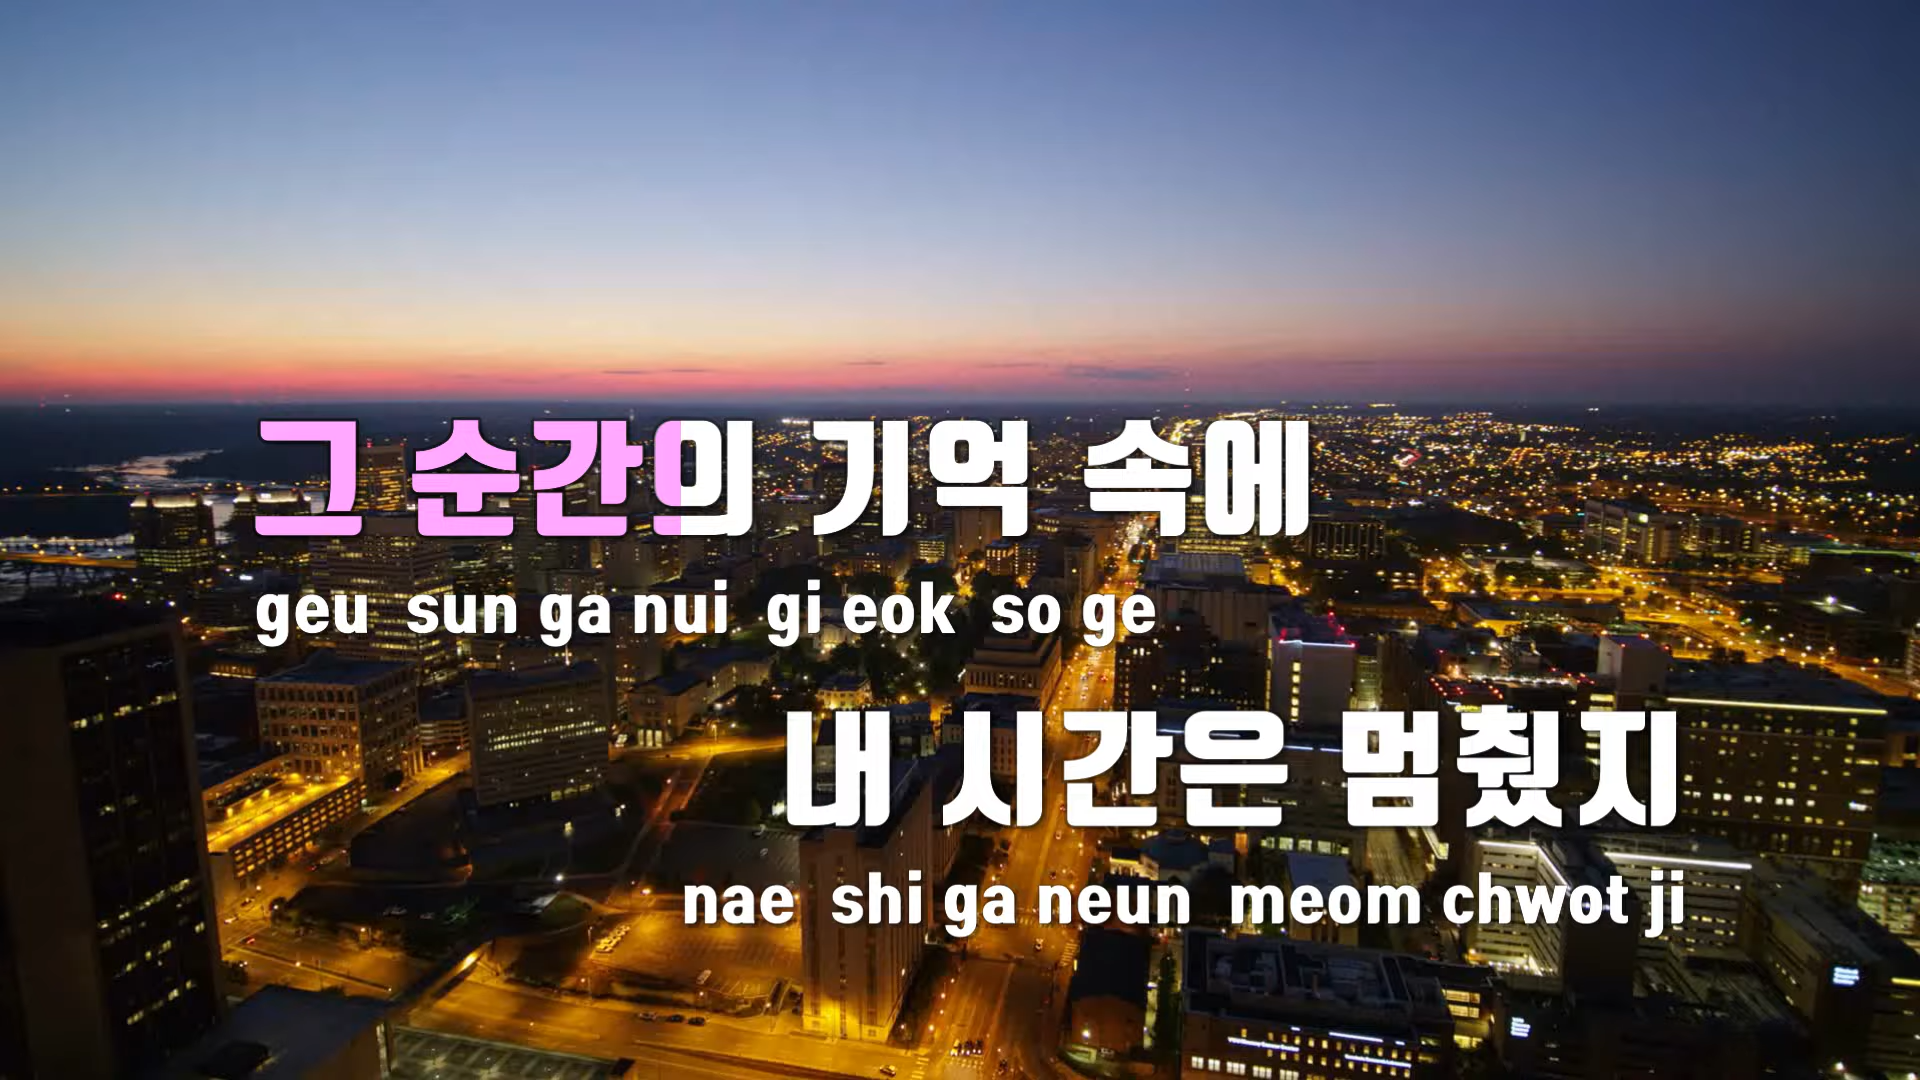 그 순간의 기억 속에
geu sun ga nui gi eok so ge
내 시간은 멈췄지
nae shi ga neun meom chwot ji